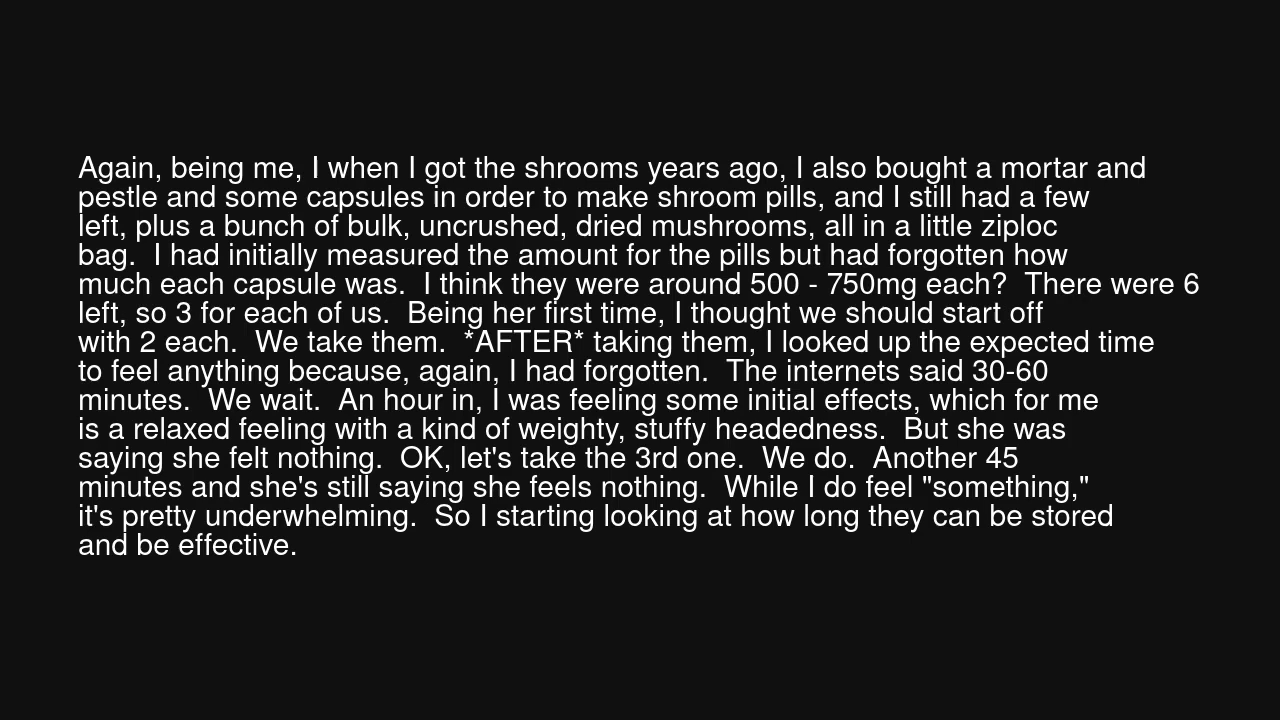 Again, being me, I when I got the shrooms years ago, I also bought a mortar and
pestle and some capsules in order to make shroom pills, and I still had a few
left, plus a bunch of bulk, uncrushed, dried mushrooms, all in a little ziploc
bag.  I had initially measured the amount for the pills but had forgotten how
much each capsule was.  I think they were around 500 - 750mg each?  There were 6
left, so 3 for each of us.  Being her first time, I thought we should start off
with 2 each.  We take them.  *AFTER* taking them, I looked up the expected time
to feel anything because, again, I had forgotten.  The internets said 30-60
minutes.  We wait.  An hour in, I was feeling some initial effects, which for me
is a relaxed feeling with a kind of weighty, stuffy headedness.  But she was
saying she felt nothing.  OK, let's take the 3rd one.  We do.  Another 45
minutes and she's still saying she feels nothing.  While I do feel "something,"
it's pretty underwhelming.  So I starting looking at how long they can be stored
and be effective.